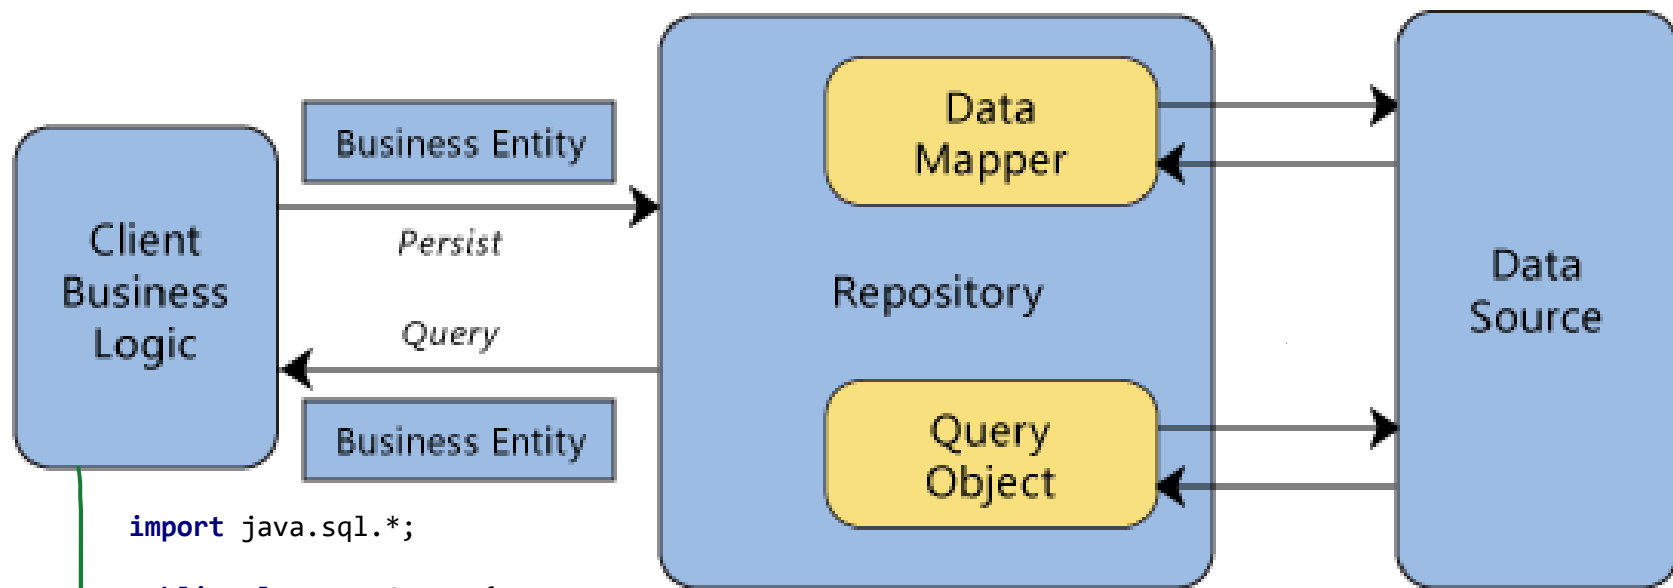 Client
Business
Logic
Business Entity
Persist
Query
Business Entity
Repository
Data
Mapper
Query
Object
Data
Source
import java.sql.*;